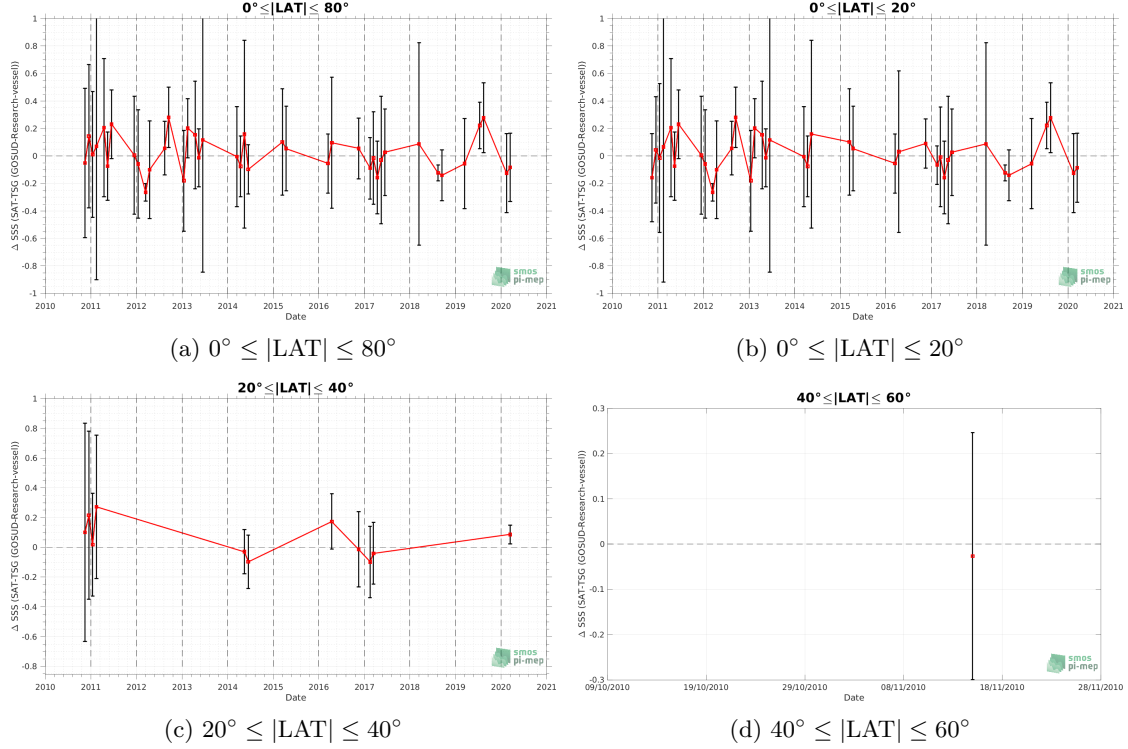 0°≤|LAT|≤ 80°
Δ SSS (SAT-TSG (GOSUD-Research-vessel))
1
0.8
0.6
0.4
0.2
0
-0.2
-0.4
-0.6
-0.8
-1
2010 2011 2012 2013 2014 2015 2016 2017 2018 2019 2020 2021
Date
smos
pi-mep
(a) 0° ≤ |LAT| ≤ 80°
0°≤|LAT|≤ 20°
Δ SSS (SAT-TSG (GOSUD-Research-vessel))
1
0.8
0.6
0.4
0.2
0
-0.2
-0.4
-0.6
-0.8
-1
2010 2011 2012 2013 2014 2015 2016 2017 2018 2019 2020 2021
Date
smos
pi-mep
(b) 0° ≤ |LAT| ≤ 20°
20°≤|LAT|≤ 40°
Δ SSS (SAT-TSG (GOSUD-Research-vessel))
1
0.8
0.6
0.4
0.2
0
-0.2
-0.4
-0.6
-0.8
2010 2011 2012 2013 2014 2015 2016 2017 2018 2019 2020 2021
Date
smos
pi-mep
(c) 20° ≤ |LAT| ≤ 40°
40°≤|LAT|≤ 60°
Δ SSS (SAT-TSG (GOSUD-Research-vessel))
0.3
0.2
0.1
0
-0.1
-0.2
-0.3
09/10/2010 19/10/2010 29/10/2010 08/11/2010 18/11/2010 28/11/2010
Date
smos
pi-mep
(d) 40° ≤ |LAT| ≤ 60°